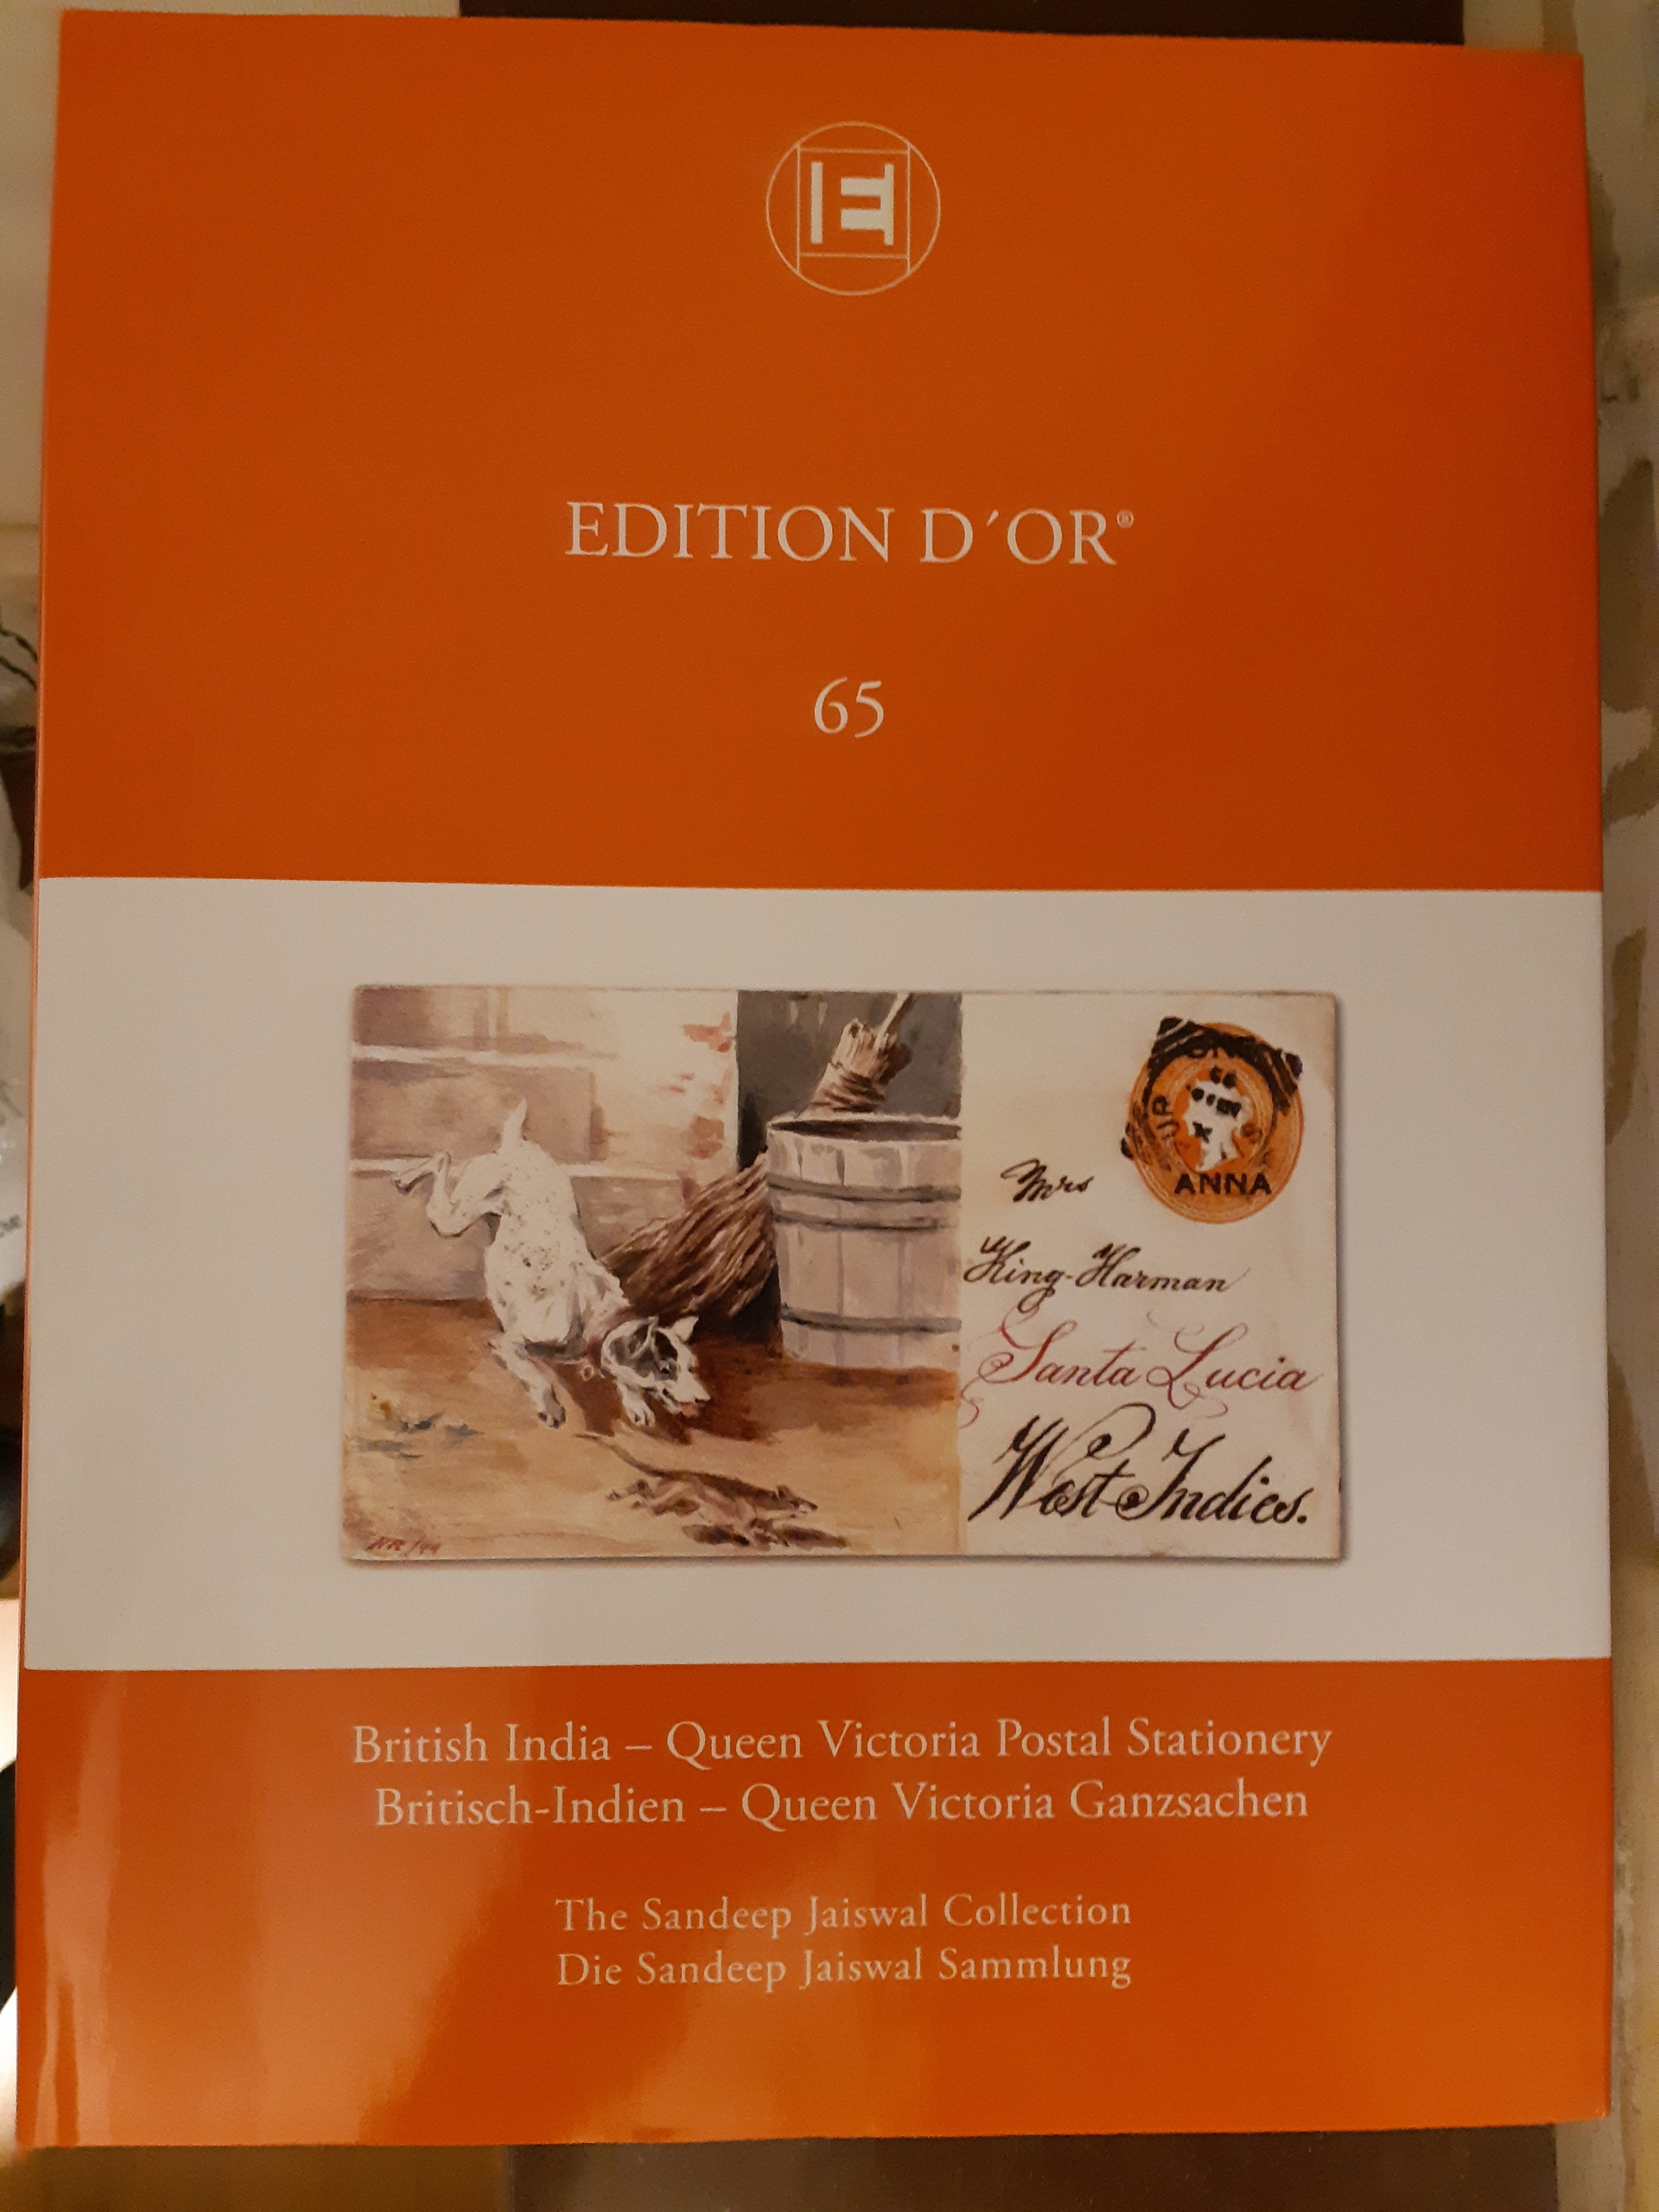 E
EDITION D´OR®
65
ANNA
Mrs
King-Harman
Santa Lucia
West Indies.
British India – Queen Victoria Postal Stationery
Britisch-Indien – Queen Victoria Ganzsachen
The Sandeep Jaiswal Collection
Die Sandeep Jaiswal Sammlung